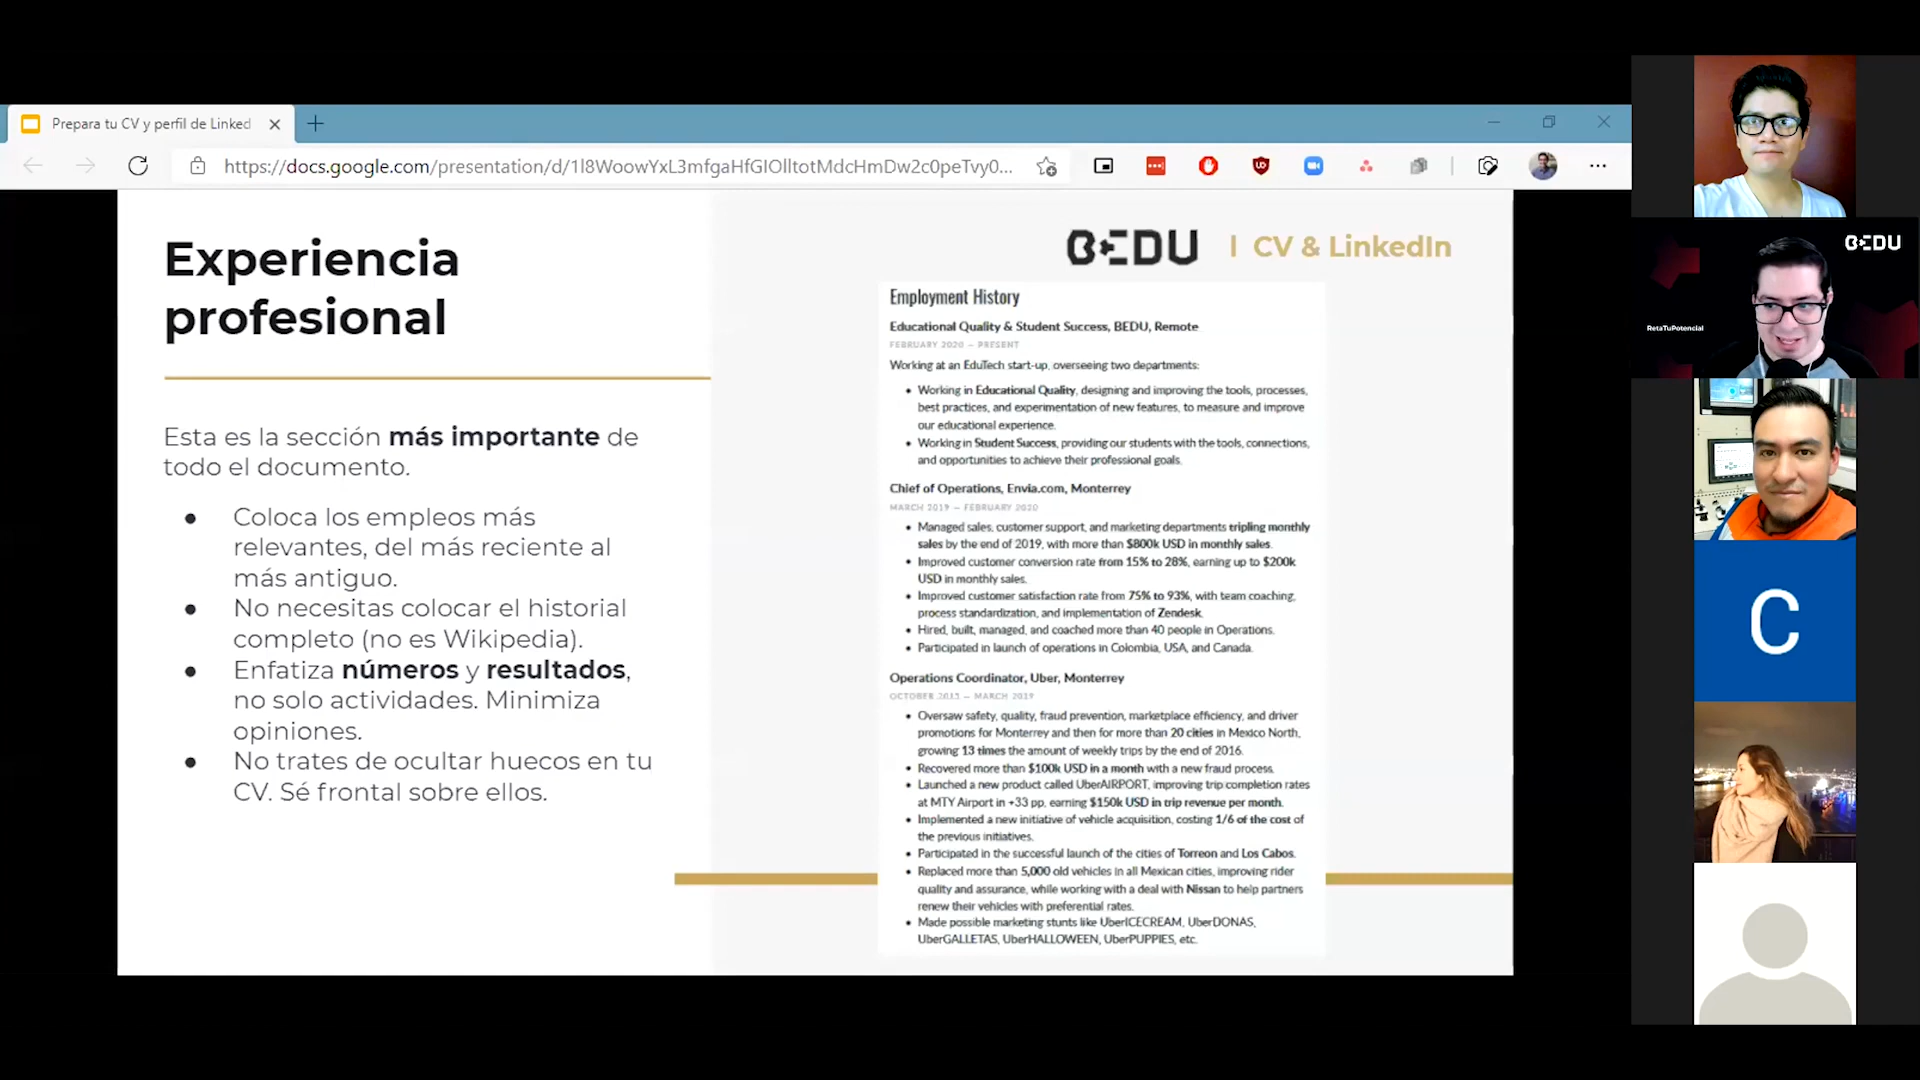 Prepara tu CV y perfil de Linked
https://docs.google.com/presentation/d/1l8WoowYxL3mfgaHfGIOlltotMdcHmDw2c0peTvy0...
Experiencia
profesional
Esta es la sección más importante de
todo el documento.
● Coloca los empleos más
relevantes, del más reciente al
más antiguo.
● No necesitas colocar el historial
completo (no es Wikipedia).
● Enfatiza números y resultados,
no solo actividades. Minimiza
opiniones.
● No trates de ocultar huecos en tu
CV. Sé frontal sobre ellos.
BEDU | CV & LinkedIn
Employment History
Educational Quality & Student Success, BEDU, Remote
FEBRUARY 2020 — PRESENT
Working at an EduTech start-up, overseeing two departments:
• Working in Educational Quality, designing and improving the tools, processes,
best practices, and experimentation of new features, to measure and improve
our educational experience.
• Working in Student Success, providing our students with the tools, connections,
and opportunities to achieve their professional goals.
Chief of Operations, Envia.com, Monterrey
MARCH 2019 — FEBRUARY 2020
• Managed sales, customer support, and marketing departments tripling monthly
sales by the end of 2019, with more than $800k USD in monthly sales.
• Improved customer conversion rate from 15% to 28%, earning up to $200k
USD in monthly sales.
• Improved customer satisfaction rate from 75% to 93%, with team coaching,
process standardization, and implementation of Zendesk.
• Hired, built, managed, and coached more than 40 people in Operations.
• Participated in launch of operations in Colombia, USA, and Canada.
Operations Coordinator, Uber, Monterrey
OCTOBER 2015 — MARCH 2019
• Oversaw safety, quality, fraud prevention, marketplace efficiency, and driver
promotions for Monterrey and then for more than 20 cities in Mexico North,
growing 13 times the amount of weekly trips by the end of 2016.
• Recovered more than $100k USD in a month with a new fraud process.
• Launched a new product called UberAIRPORT, improving trip completion rates
at MTY Airport in +33 pp, earning $150k USD in trip revenue per month.
• Implemented a new initiative of vehicle acquisition, costing 1/6 of the cost of
the previous initiatives.
• Participated in the successful launch of the cities of Torreon and Los Cabos.
• Replaced more than 5,000 old vehicles in all Mexican cities, improving rider
quality and assurance, while working with a deal with Nissan to help partners
renew their vehicles with preferential rates.
• Made possible marketing stunts like UberICECREAM, UberDONAS,
UberGALLETAS, UberHALLOWEEN, UberPUPPIES, etc.
BEDU
RetaTuPotencial
C